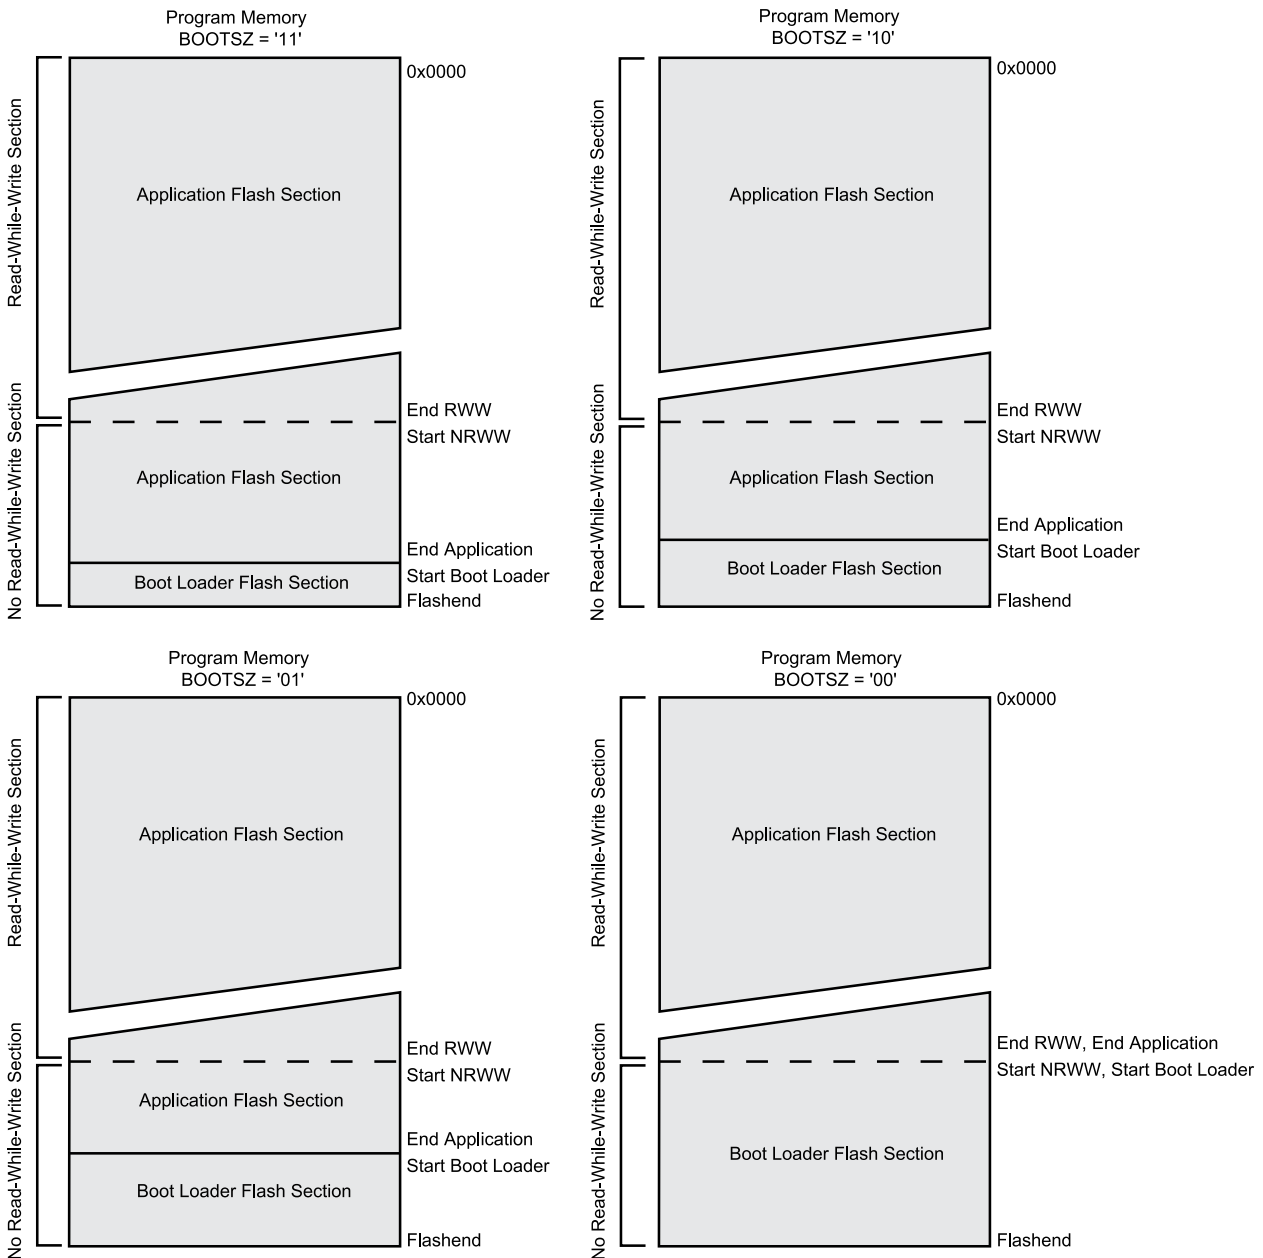 Program Memory
BOOTSZ = '11'
Read-While-Write Section
No Read-While-Write Section
0x0000
Application Flash Section
End RWW
Start NRWW
Application Flash Section
End Application
Start Boot Loader
Boot Loader Flash Section
Flashend
Program Memory
BOOTSZ = '10'
Read-While-Write Section
No Read-While-Write Section
0x0000
Application Flash Section
End RWW
Start NRWW
Application Flash Section
End Application
Start Boot Loader
Boot Loader Flash Section
Flashend
Program Memory
BOOTSZ = '01'
Read-While-Write Section
No Read-While-Write Section
0x0000
Application Flash Section
End RWW
Start NRWW
Application Flash Section
End Application
Start Boot Loader
Boot Loader Flash Section
Flashend
Program Memory
BOOTSZ = '00'
Read-While-Write Section
No Read-While-Write Section
0x0000
Application Flash Section
End RWW, End Application
Start NRWW, Start Boot Loader
Boot Loader Flash Section
Flashend